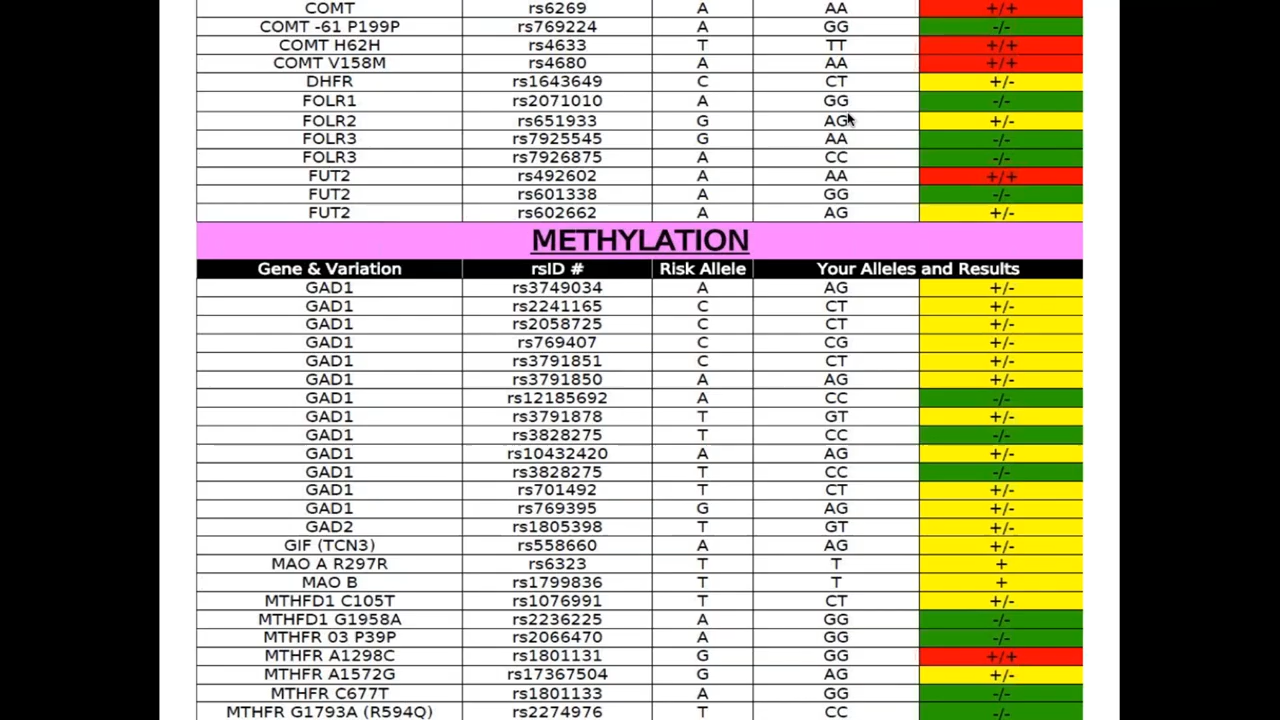 COMT rs6269 A AA +/+
COMT -61 P199P rs769224 A GG -/-
COMT H62H rs4633 T TT +/+
COMT V158M rs4680 A AA +/+
DHFR rs1643649 C CT +/-
FOLR1 rs2071010 A GG -/-
FOLR2 rs651933 G AG +/-
FOLR3 rs7925545 G AA -/-
FOLR3 rs7926875 A CC -/-
FUT2 rs492602 A AA +/+
FUT2 rs601338 A GG -/-
FUT2 rs602662 A AG +/-
METHYLATION
Gene & Variation rsID # Risk Allele Your Alleles and Results
GAD1 rs3749034 A AG +/-
GAD1 rs2241165 C CT +/-
GAD1 rs2058725 C CT +/-
GAD1 rs769407 C CG +/-
GAD1 rs3791851 C CT +/-
GAD1 rs3791850 A AG +/-
GAD1 rs12185692 A CC -/-
GAD1 rs3791878 T GT +/-
GAD1 rs3828275 T CC -/-
GAD1 rs10432420 A AG +/-
GAD1 rs3828275 T CC -/-
GAD1 rs701492 T CT +/-
GAD1 rs769395 G AG +/-
GAD2 rs1805398 T GT +/-
GIF (TCN3) rs558660 A AG +/-
MAO A R297R rs6323 T T +
MAO B rs1799836 T T +
MTHFD1 C105T rs1076991 T CT +/-
MTHFD1 G1958A rs2236225 A GG -/-
MTHFR 03 P39P rs2066470 A GG -/-
MTHFR A1298C rs1801131 G GG +/+
MTHFR A1572G rs17367504 G AG +/-
MTHFR C677T rs1801133 A GG -/-
MTHFR G1793A (R594Q) rs2274976 T CC -/-